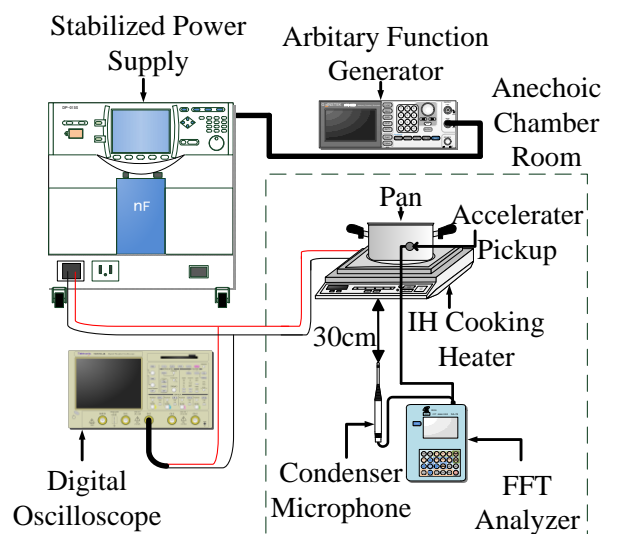 Stabilized Power
Supply
Arbitary Function
Generator
Anechoic
Chamber
Room
nF
Pan
Accelerater
Pickup
IH Cooking
Heater
30cm
Digital
Oscilloscope
Condenser
Microphone
FFT
Analyzer